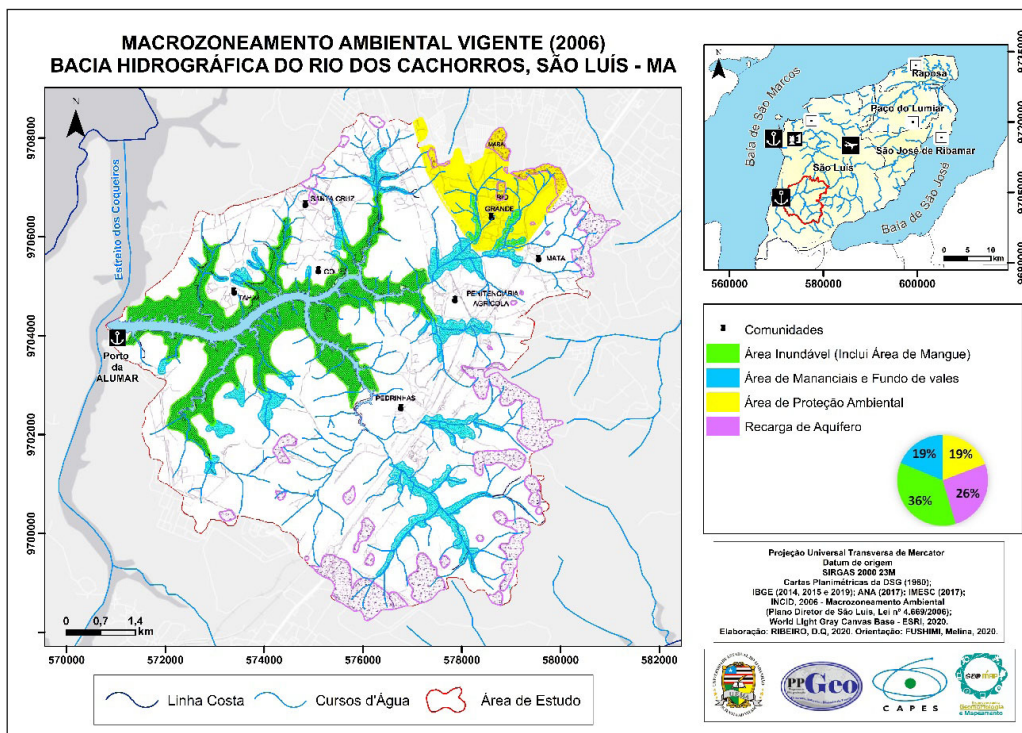 MACROZONEAMENTO AMBIENTAL VIGENTE (2006)
BACIA HIDROGRÁFICA DO RIO DOS CACHORROS, SÃO LUÍS - MA
N
9708000
9706000
9704000
9702000
9700000
Estreito dos Coqueiros
MARA
SANTA CRUZ
RIO
GRANDE
MATA
TAHIM
PENITENCIÁRIA
AGRÍCOLA
PEDRINHAS
Porto
da
ALUMAR
0 0,7 1,4
km
570000 572000 574000 576000 578000 580000 582000
Linha Costa
Cursos d'Água
Área de Estudo
Baía de São Marcos
Raposa
Paço do Lumiar
São José de Ribamar
São Luís
Baía de São José
0 5 10
km
560000 580000 600000
9735000
9720000
9705000
9690000
Comunidades
Área Inundável (Inclui Área de Mangue)
Área de Mananciais e Fundo de vales
Área de Proteção Ambiental
Recarga de Aquífero
19% 19%
36% 26%
Projeção Universal Transversa de Mercator
Datum de origem
SIRGAS 2000 23M
Cartas Planimétricas da DSG (1980);
IBGE (2014, 2015 e 2019); ANA (2017); IMESC (2017);
INCID, 2006 - Macrozoneamento Ambiental
(Plano Diretor de São Luís, Lei nº 4.669/2006);
World Light Gray Canvas Base - ESRI, 2020.
Elaboração: RIBEIRO, D.Q, 2020. Orientação: FUSHIMI, Melina, 2020.
PPGeo
CAPES
e Mapeamento